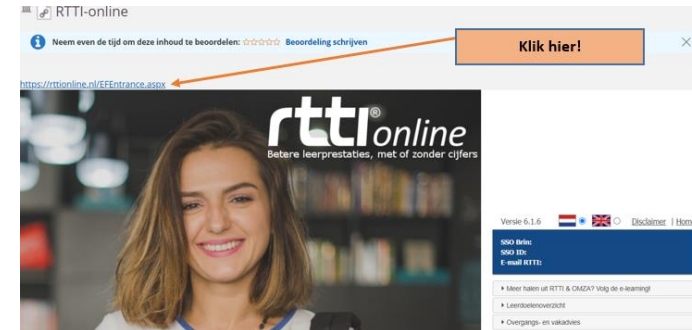 RTTI-online
Neem even de tijd om deze inhoud te beoordelen: ☆☆☆☆☆ Beoordeling schrijven
Klik hier!
https://rttionline.nl/EFEntrance.aspx
rtti® online
Betere leerprestaties, met of zonder cijfers
Versie 6.1.6 Disclaimer | Hom
SSO Brin:
SSO ID:
E-mail RTTI:
Meer halen uit RTTI & OMZA? Volg de e-learning!
Leerdoelenoverzicht
Overgangs- en vakadvies